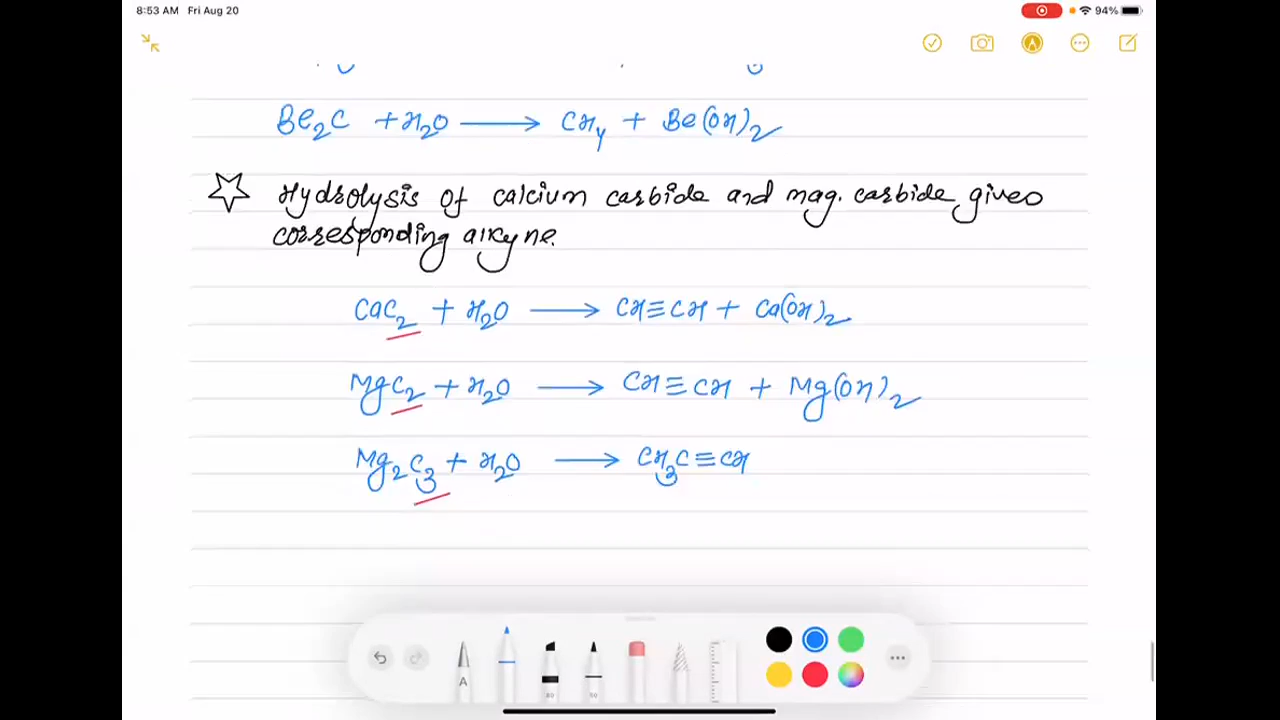 8:53 AM Fri Aug 20
94%
Be₂C + H₂O ⟶ CH₄ + Be(OH)₂
Hydrolysis of calcium carbide and mag. carbide gives
corresponding alkyne.
CaC₂ + H₂O ⟶ CH≡CH + Ca(OH)₂
MgC₂ + H₂O ⟶ CH≡CH + Mg(OH)₂
Mg₂C₃ + H₂O ⟶ CH₃C≡CH
A
80
50